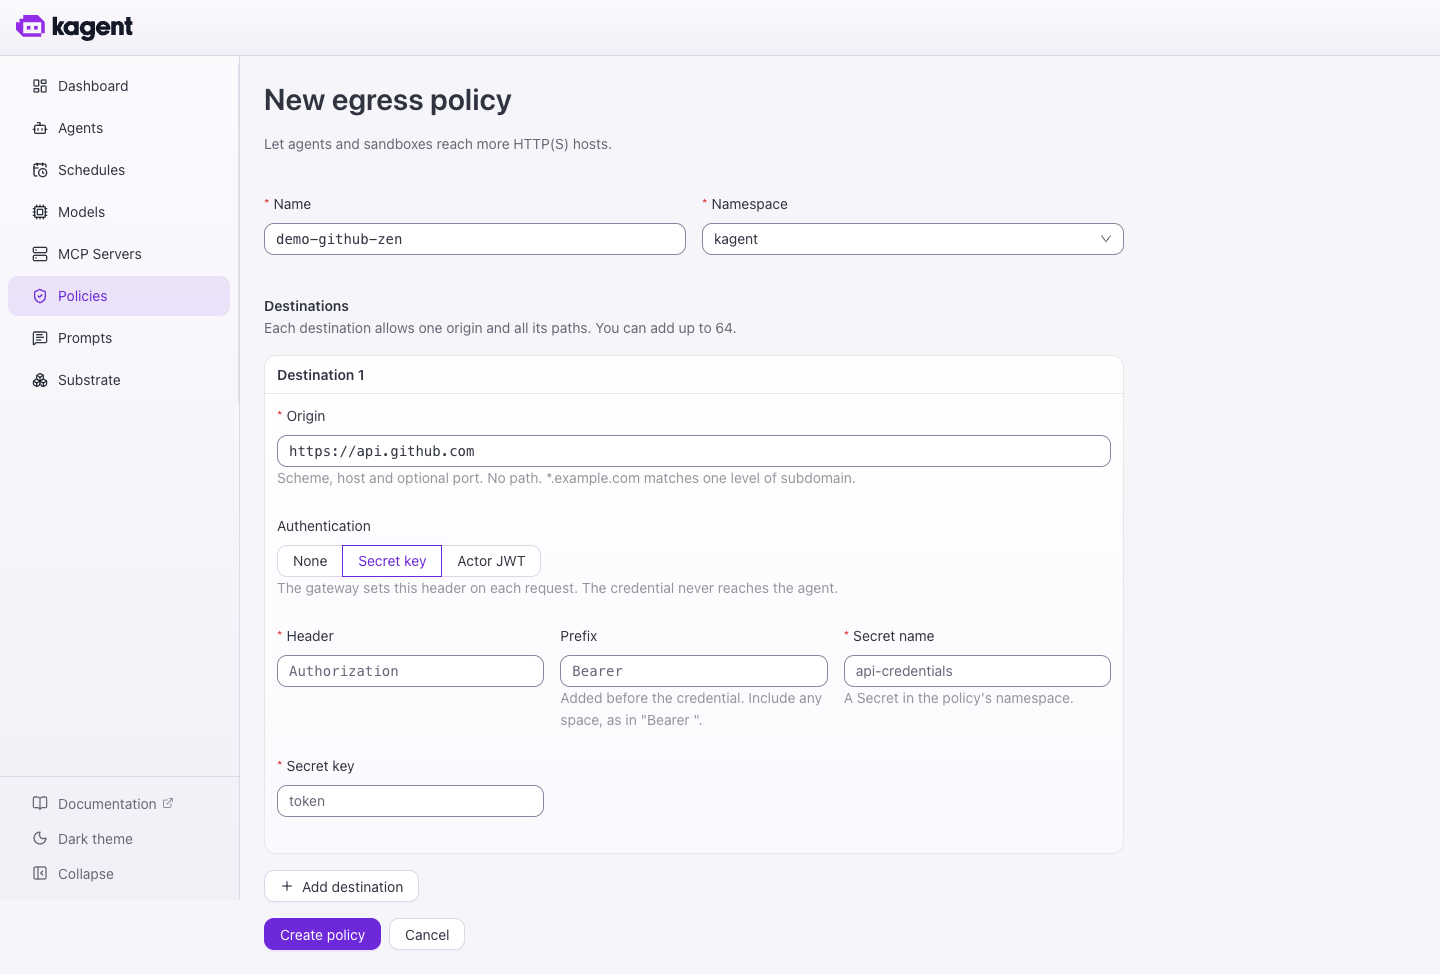 kagent
Dashboard
Agents
Schedules
Models
MCP Servers
Policies
Prompts
Substrate
Documentation
Dark theme
Collapse
New egress policy
Let agents and sandboxes reach more HTTP(S) hosts.
* Name
* Namespace
demo-github-zen
kagent
Destinations
Each destination allows one origin and all its paths. You can add up to 64.
Destination 1
* Origin
https://api.github.com
Scheme, host and optional port. No path. *.example.com matches one level of subdomain.
Authentication
None
Secret key
Actor JWT
The gateway sets this header on each request. The credential never reaches the agent.
* Header
Authorization
Prefix
Bearer
Added before the credential. Include any
space, as in "Bearer ".
* Secret name
api-credentials
A Secret in the policy's namespace.
* Secret key
token
Add destination
Create policy
Cancel